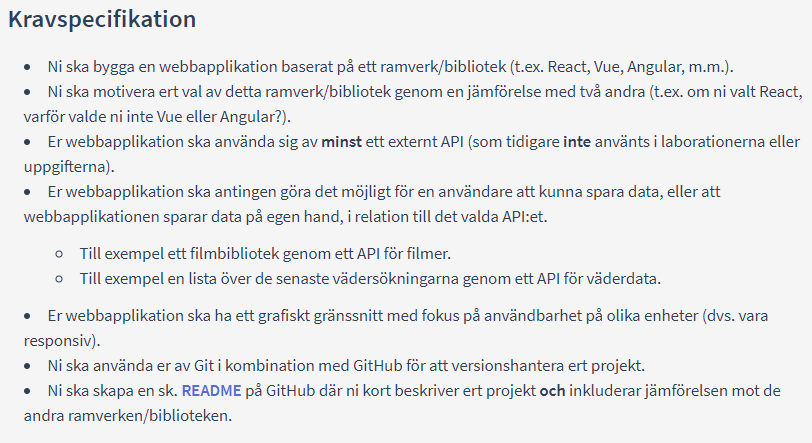 Kravspecifikation
• Ni ska bygga en webbapplikation baserat på ett ramverk/bibliotek (t.ex. React, Vue, Angular, m.m.).
• Ni ska motivera ert val av detta ramverk/bibliotek genom en jämförelse med två andra (t.ex. om ni valt React,
varför valde ni inte Vue eller Angular?).
• Er webbapplikation ska använda sig av minst ett externt API (som tidigare inte använts i laborationerna eller
uppgifterna).
• Er webbapplikation ska antingen göra det möjligt för en användare att kunna spara data, eller att
webbapplikationen sparar data på egen hand, i relation till det valda API:et.
○ Till exempel ett filmbibliotek genom ett API för filmer.
○ Till exempel en lista över de senaste vädersökningarna genom ett API för väderdata.
• Er webbapplikation ska ha ett grafiskt gränssnitt med fokus på användbarhet på olika enheter (dvs. vara
responsiv).
• Ni ska använda er av Git i kombination med GitHub för att versionshantera ert projekt.
• Ni ska skapa en sk. README på GitHub där ni kort beskriver ert projekt och inkluderar jämförelsen mot de
andra ramverken/biblioteken.